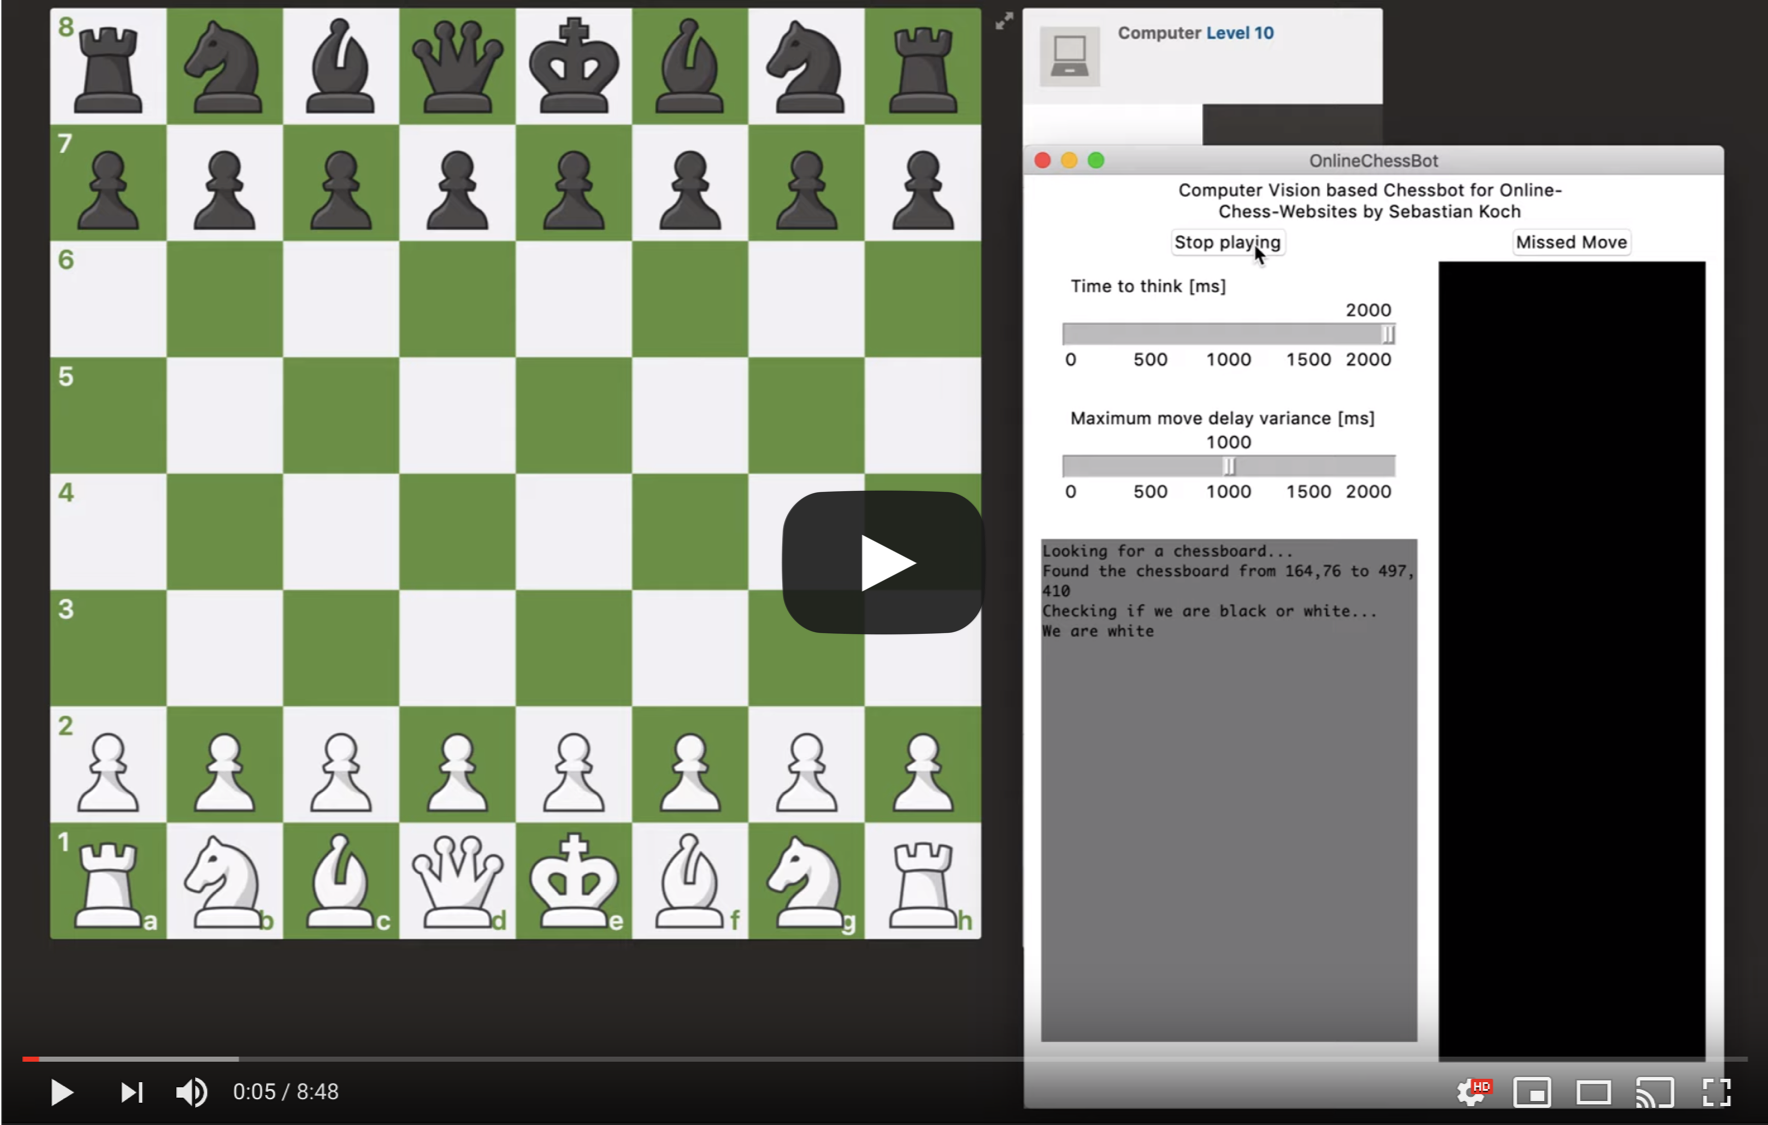 8
7
6
5
4
3
2
1
a b c d e f g h
Computer Level 10
OnlineChessBot
Computer Vision based Chessbot for Online-
Chess-Websites by Sebastian Koch
Stop playing
Missed Move
Time to think [ms]
2000
0 500 1000 1500 2000
Maximum move delay variance [ms]
1000
0 500 1000 1500 2000
Looking for a chessboard...
Found the chessboard from 164,76 to 497,
410
Checking if we are black or white...
We are white
0:05 / 8:48
HD